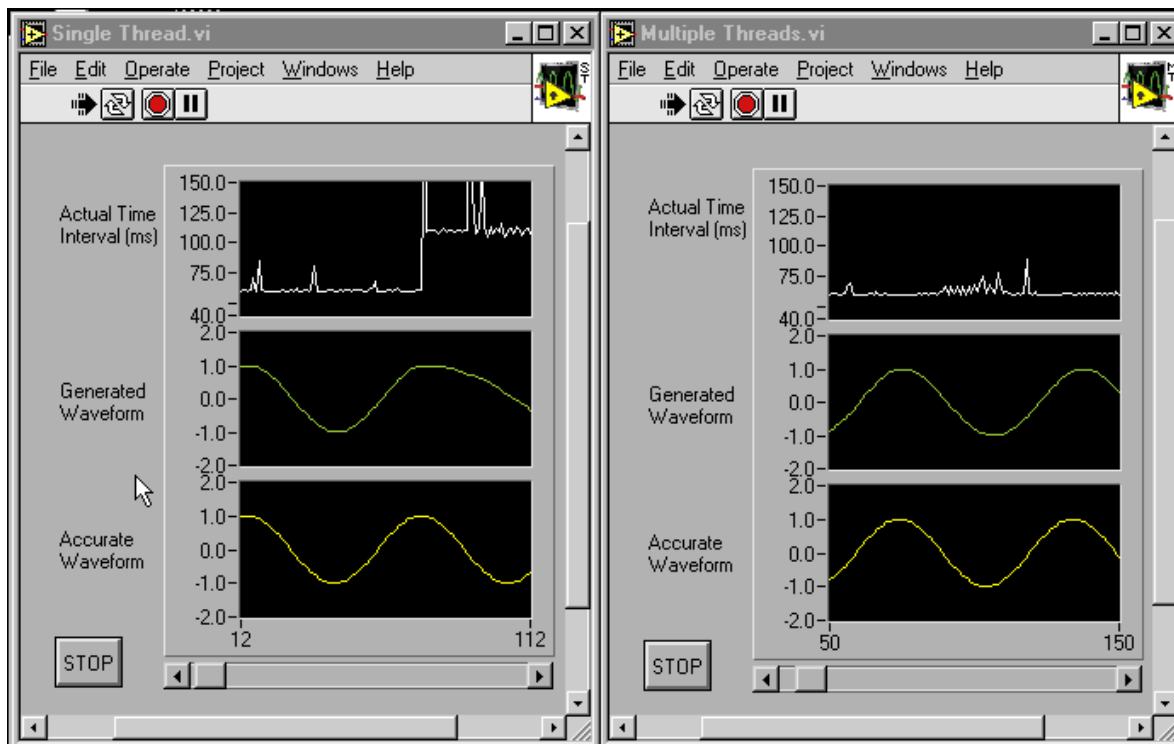 Single Thread.vi
File Edit Operate Project Windows Help
ST
Actual Time
Interval (ms)
150.0
125.0
100.0
75.0
40.0
Generated
Waveform
2.0
1.0
0.0
-1.0
-2.0
Accurate
Waveform
2.0
1.0
0.0
-1.0
-2.0
12 112
STOP
Multiple Threads.vi
File Edit Operate Project Windows Help
MT
Actual Time
Interval (ms)
150.0
125.0
100.0
75.0
40.0
Generated
Waveform
2.0
1.0
0.0
-1.0
-2.0
Accurate
Waveform
2.0
1.0
0.0
-1.0
-2.0
50 150
STOP